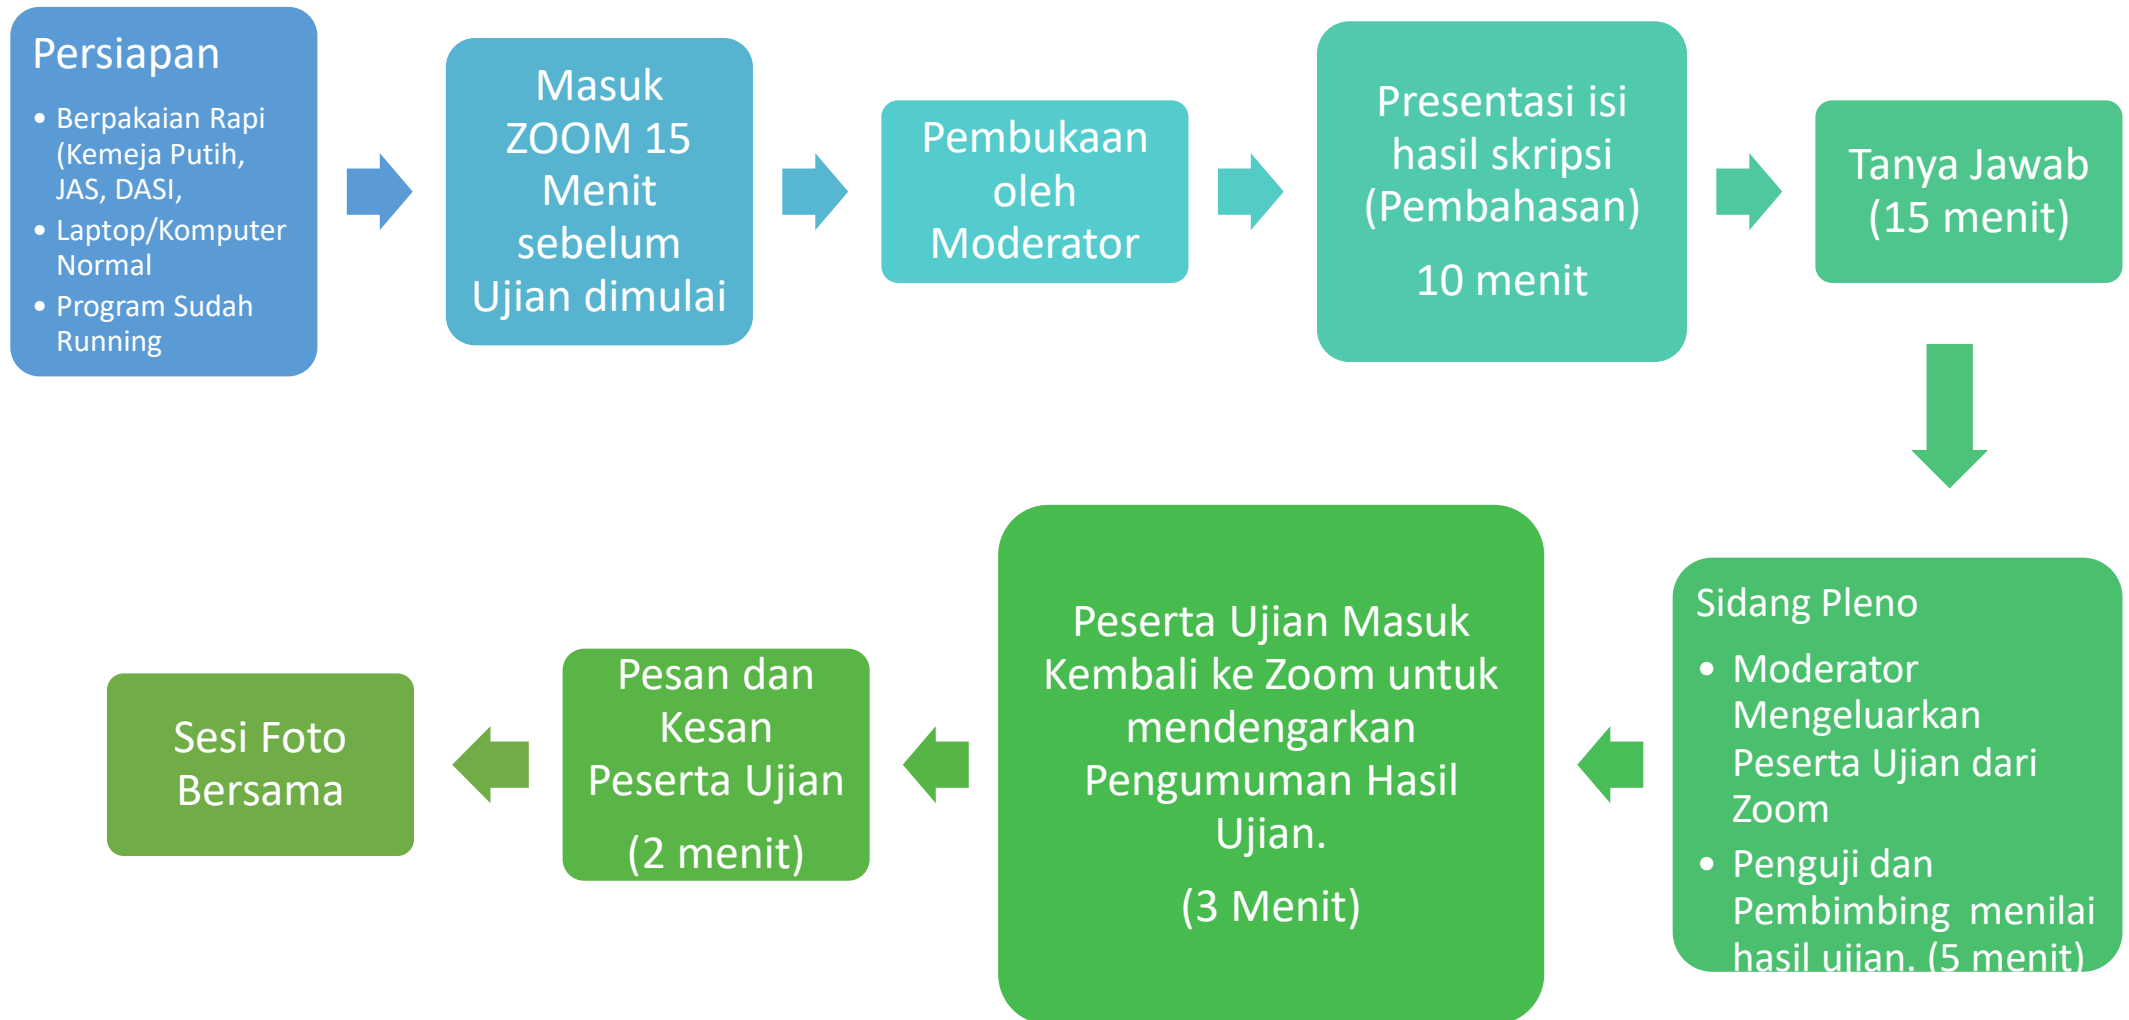 Persiapan
• Berpakaian Rapi
(Kemeja Putih,
JAS, DASI,
• Laptop/Komputer
Normal
• Program Sudah
Running
Masuk
ZOOM 15
Menit
sebelum
Ujian dimulai
Pembukaan
oleh
Moderator
Presentasi isi
hasil skripsi
(Pembahasan)
10 menit
Tanya Jawab
(15 menit)
Sidang Pleno
• Moderator
Mengeluarkan
Peserta Ujian dari
Zoom
• Penguji dan
Pembimbing menilai
hasil ujian. (5 menit)
Peserta Ujian Masuk
Kembali ke Zoom untuk
mendengarkan
Pengumuman Hasil
Ujian.
(3 Menit)
Pesan dan
Kesan
Peserta Ujian
(2 menit)
Sesi Foto
Bersama